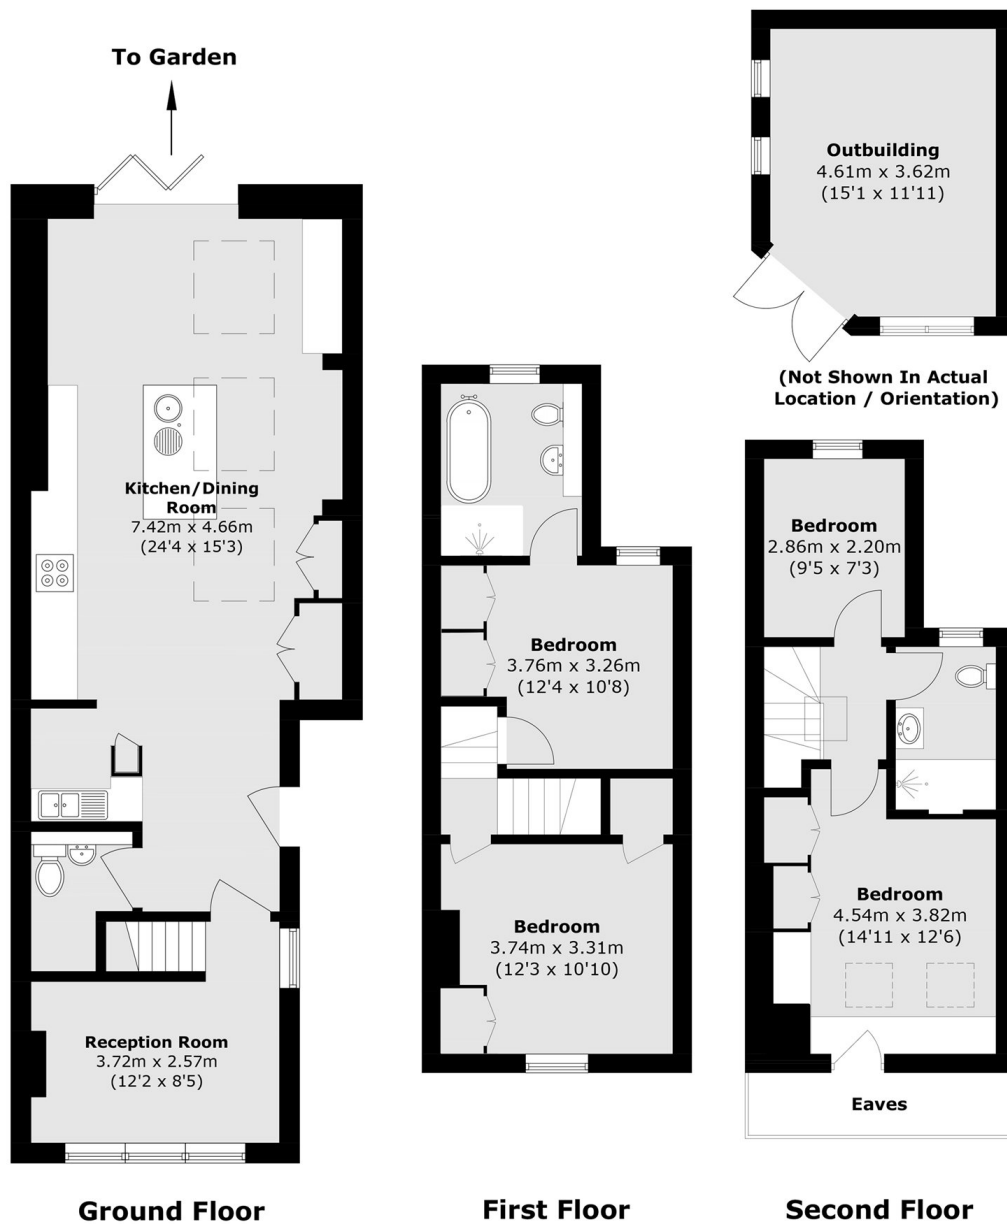 To Garden
Kitchen/Dining
Room
7.42m x 4.66m
(24'4 x 15'3)
Reception Room
3.72m x 2.57m
(12'2 x 8'5)
Ground Floor
Bedroom
3.76m x 3.26m
(12'4 x 10'8)
Bedroom
3.74m x 3.31m
(12'3 x 10'10)
First Floor
Outbuilding
4.61m x 3.62m
(15'1 x 11'11)
(Not Shown In Actual
Location / Orientation)
Bedroom
2.86m x 2.20m
(9'5 x 7'3)
Bedroom
4.54m x 3.82m
(14'11 x 12'6)
Eaves
Second Floor